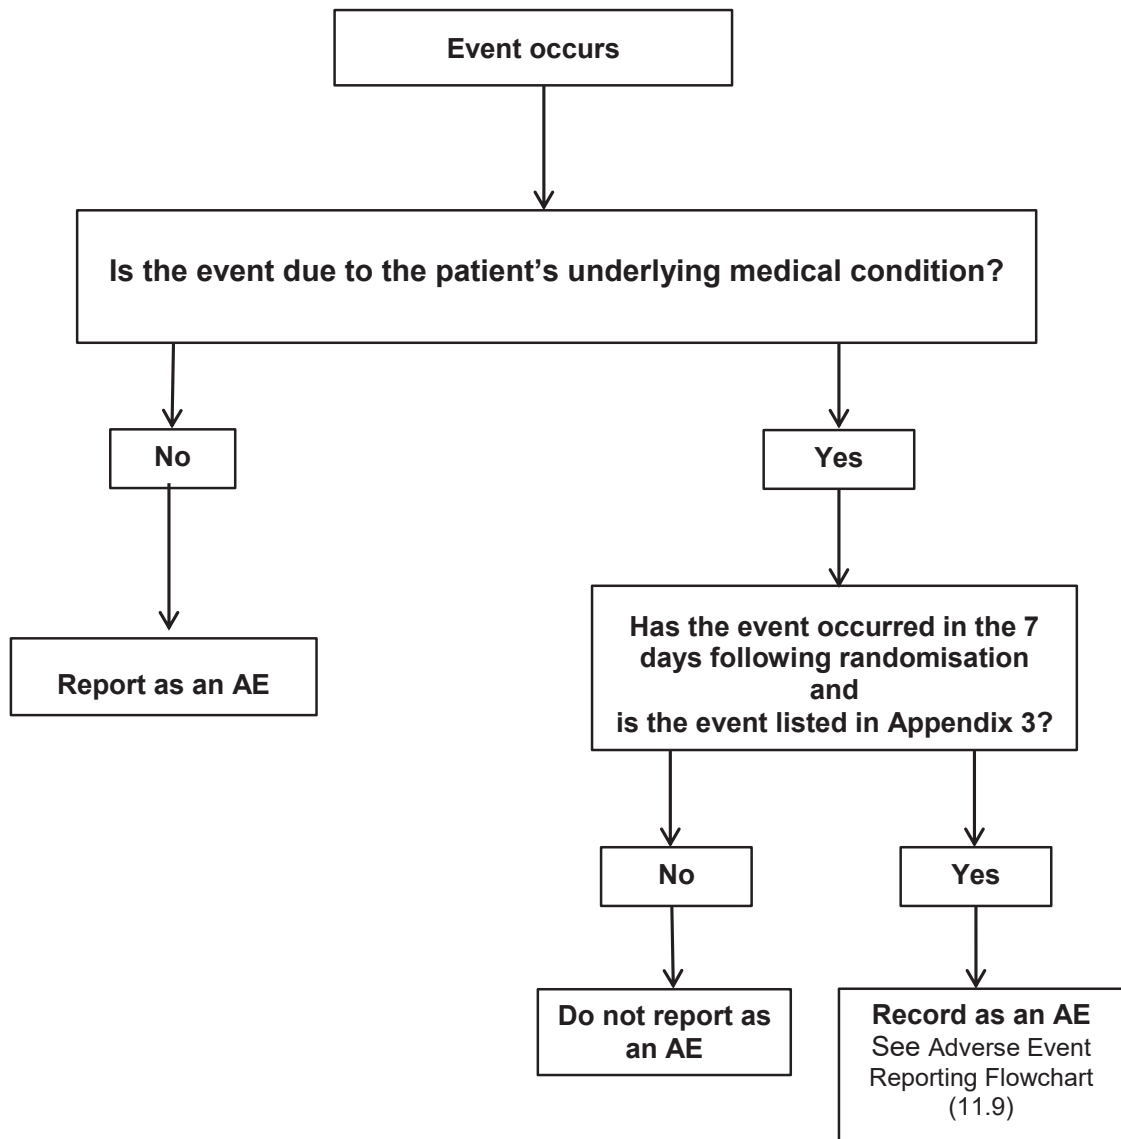 Event occurs
Is the event due to the patient’s underlying medical condition?
No
Yes
Report as an AE
Has the event occurred in the 7
days following randomisation
and
is the event listed in Appendix 3?
No
Yes
Do not report as
an AE
Record as an AE
See Adverse Event
Reporting Flowchart
(11.9)